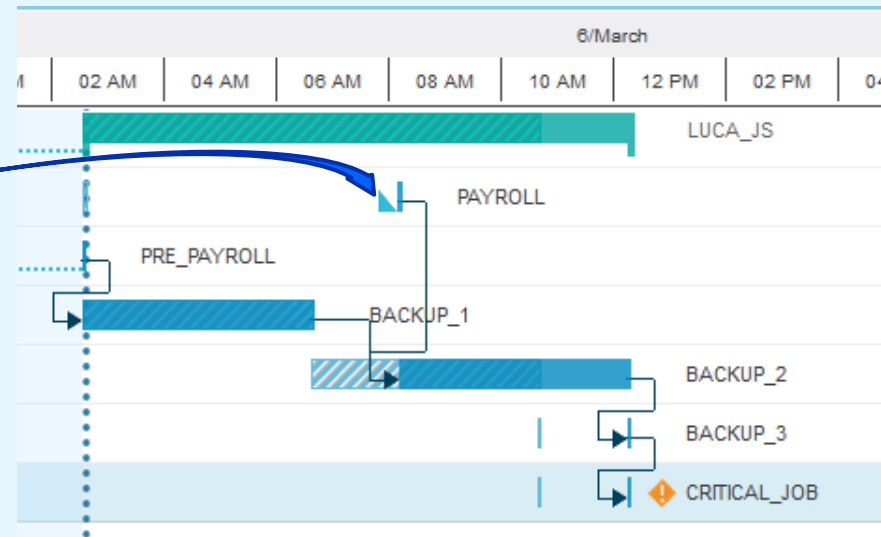 6/March
02 AM 04 AM 06 AM 08 AM 10 AM 12 PM 02 PM
LUCA_JS
PAYROLL
PRE_PAYROLL
BACKUP_1
BACKUP_2
BACKUP_3
CRITICAL_JOB